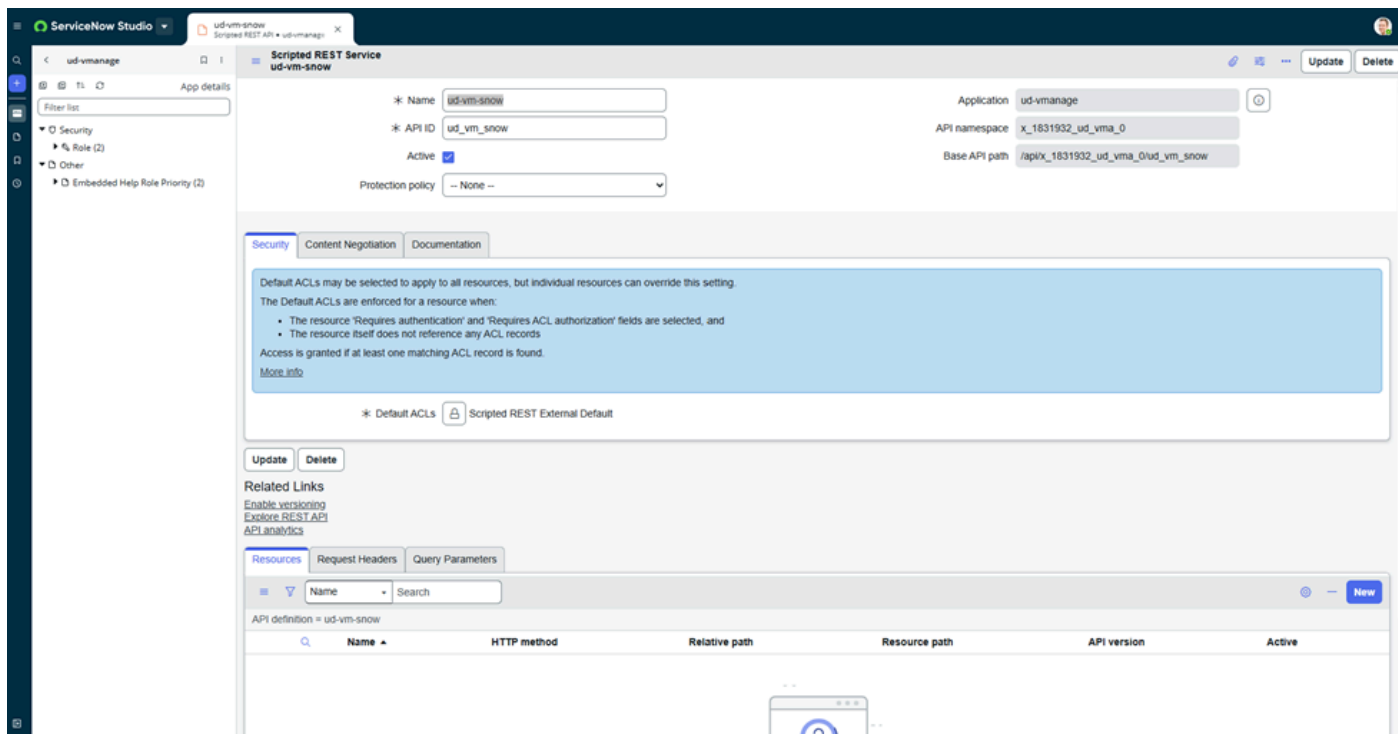 ServiceNow Studio
ud-vm-snow
Scripted REST API • ud-vmanage
ud-vmanage
App details
Filter list
Security
Role (2)
Other
Embedded Help Role Priority (2)
Scripted REST Service
ud-vm-snow
Update
Delete
Name
ud-vm-snow
Application
ud-vmanage
API ID
ud_vm_snow
API namespace
x_1831932_ud_vma_0
Active
Base API path
/api/x_1831932_ud_vma_0/ud_vm_snow
Protection policy
-- None --
Security
Content Negotiation
Documentation
Default ACLs may be selected to apply to all resources, but individual resources can override this setting.
The Default ACLs are enforced for a resource when:
• The resource 'Requires authentication' and 'Requires ACL authorization' fields are selected, and
• The resource itself does not reference any ACL records
Access is granted if at least one matching ACL record is found.
More info
Default ACLs
Scripted REST External Default
Update
Delete
Related Links
Enable versioning
Explore REST API
API analytics
Resources
Request Headers
Query Parameters
Name
Search
New
API definition = ud-vm-snow
Name
HTTP method
Relative path
Resource path
API version
Active